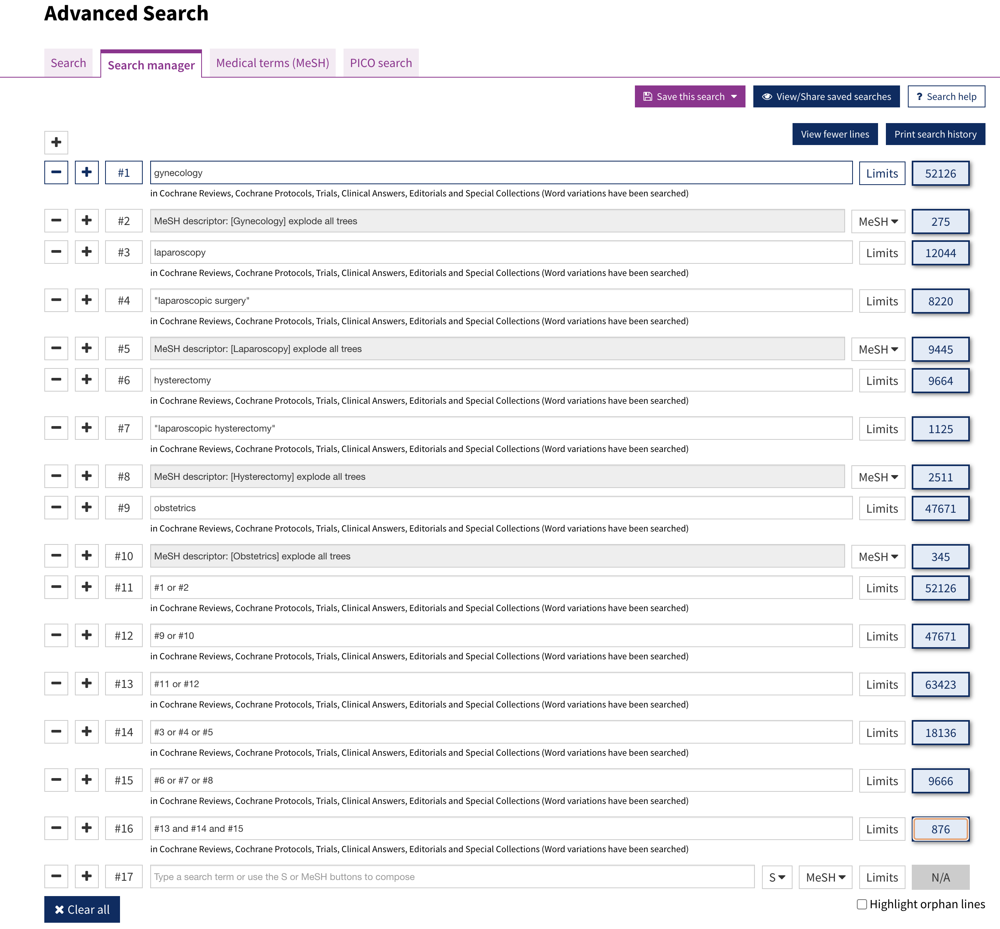 Advanced Search
Search Search manager Medical terms (MeSH) PICO search
Save this search View/Share saved searches ? Search help
View fewer lines Print search history
+
− + #1 gynecology Limits 52126
in Cochrane Reviews, Cochrane Protocols, Trials, Clinical Answers, Editorials and Special Collections (Word variations have been searched)
− + #2 MeSH descriptor: [Gynecology] explode all trees MeSH 275
− + #3 laparoscopy Limits 12044
in Cochrane Reviews, Cochrane Protocols, Trials, Clinical Answers, Editorials and Special Collections (Word variations have been searched)
− + #4 "laparoscopic surgery" Limits 8220
in Cochrane Reviews, Cochrane Protocols, Trials, Clinical Answers, Editorials and Special Collections (Word variations have been searched)
− + #5 MeSH descriptor: [Laparoscopy] explode all trees MeSH 9445
− + #6 hysterectomy Limits 9664
in Cochrane Reviews, Cochrane Protocols, Trials, Clinical Answers, Editorials and Special Collections (Word variations have been searched)
− + #7 "laparoscopic hysterectomy" Limits 1125
in Cochrane Reviews, Cochrane Protocols, Trials, Clinical Answers, Editorials and Special Collections (Word variations have been searched)
− + #8 MeSH descriptor: [Hysterectomy] explode all trees MeSH 2511
− + #9 obstetrics Limits 47671
in Cochrane Reviews, Cochrane Protocols, Trials, Clinical Answers, Editorials and Special Collections (Word variations have been searched)
− + #10 MeSH descriptor: [Obstetrics] explode all trees MeSH 345
− + #11 #1 or #2 Limits 52126
in Cochrane Reviews, Cochrane Protocols, Trials, Clinical Answers, Editorials and Special Collections (Word variations have been searched)
− + #12 #9 or #10 Limits 47671
in Cochrane Reviews, Cochrane Protocols, Trials, Clinical Answers, Editorials and Special Collections (Word variations have been searched)
− + #13 #11 or #12 Limits 63423
in Cochrane Reviews, Cochrane Protocols, Trials, Clinical Answers, Editorials and Special Collections (Word variations have been searched)
− + #14 #3 or #4 or #5 Limits 18136
in Cochrane Reviews, Cochrane Protocols, Trials, Clinical Answers, Editorials and Special Collections (Word variations have been searched)
− + #15 #6 or #7 or #8 Limits 9666
in Cochrane Reviews, Cochrane Protocols, Trials, Clinical Answers, Editorials and Special Collections (Word variations have been searched)
− + #16 #13 and #14 and #15 Limits 876
in Cochrane Reviews, Cochrane Protocols, Trials, Clinical Answers, Editorials and Special Collections (Word variations have been searched)
− + #17 Type a search term or use the S or MeSH buttons to compose S MeSH Limits N/A
Clear all Highlight orphan lines